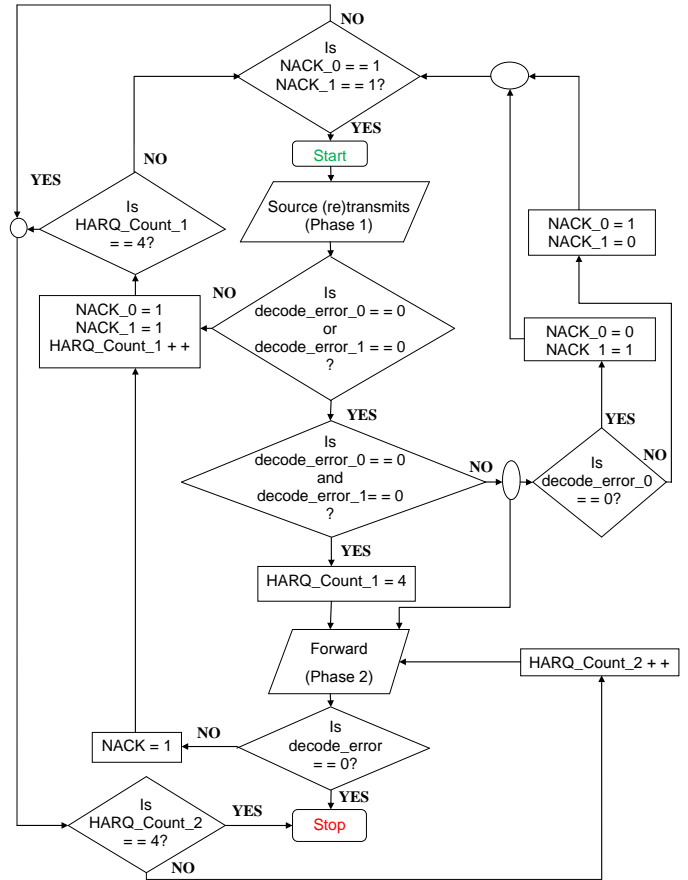 NO
Is
NACK_0 = = 1
NACK_1 = = 1?
YES
Start
NO
YES
Is
HARQ_Count_1
= = 4?
Source (re)transmits
(Phase 1)
NACK_0 = 1
NACK_1 = 0
NACK_0 = 1
NACK_1 = 1
HARQ_Count_1 + +
NO
Is
decode_error_0 = = 0
or
decode_error_1 = = 0
?
NACK_0 = 0
NACK_1 = 1
YES
YES
Is
decode_error_0 = = 0
and
decode_error_1= = 0
?
NO
Is
decode_error_0
= = 0?
NO
YES
HARQ_Count_1 = 4
Forward
(Phase 2)
HARQ_Count_2 + +
NACK = 1
NO
Is
decode_error
= = 0?
YES
Is
HARQ_Count_2
= = 4?
YES
Stop
NO